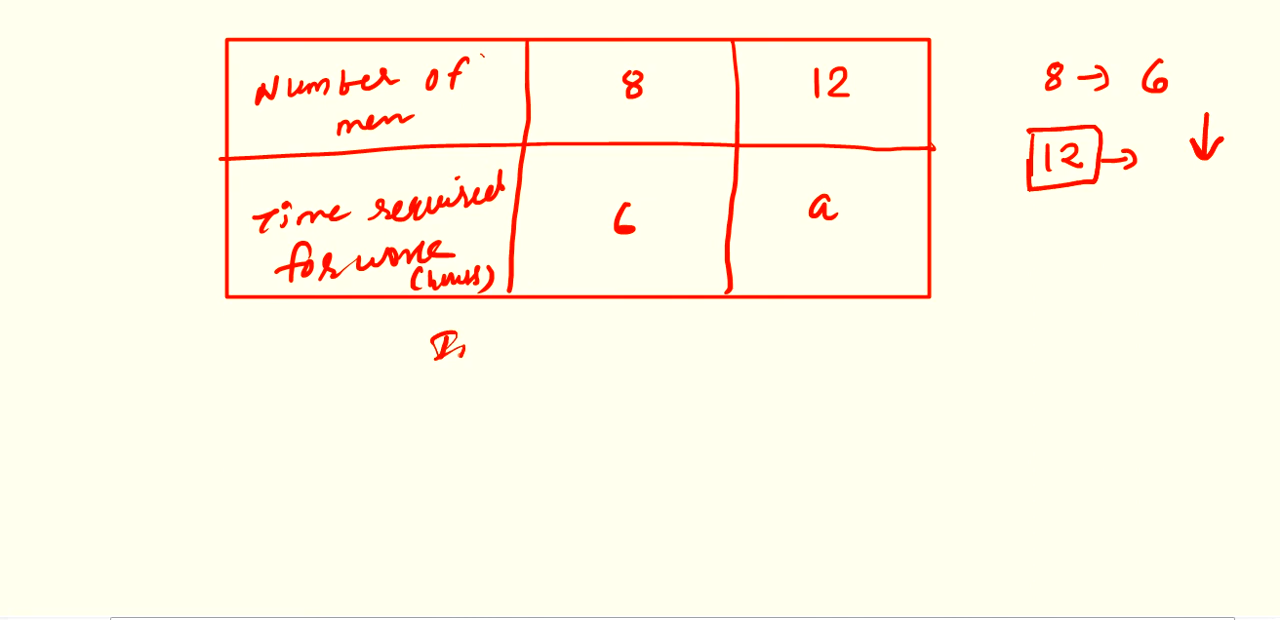 Number of 8 12
men
Time required 6 a
for work
(hours)
8 → 6
12 → ↓